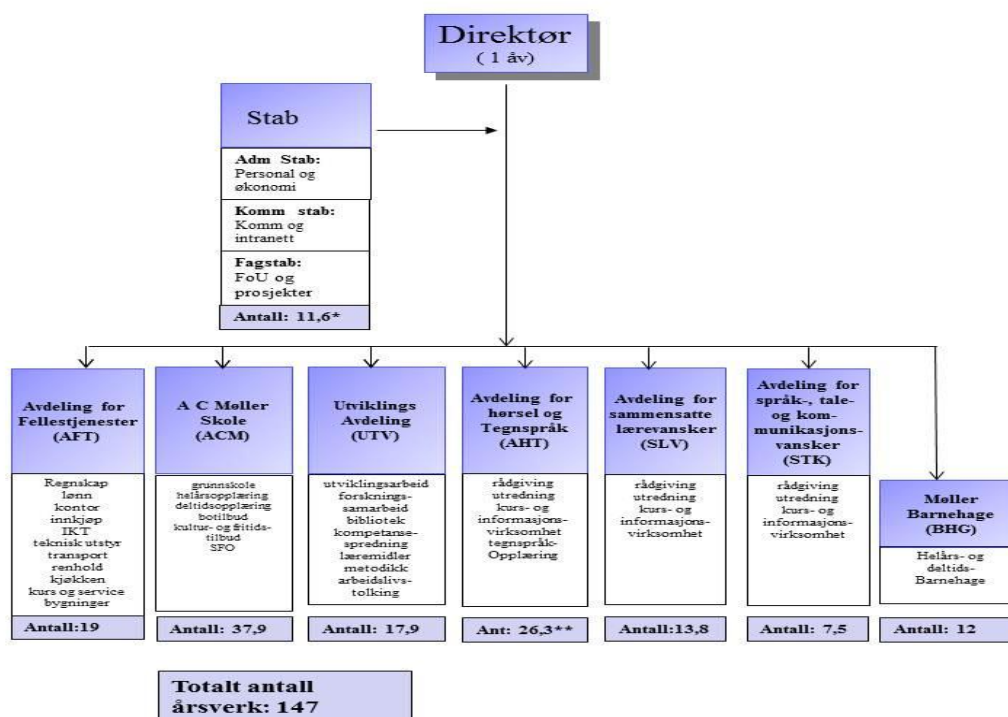 Direktør
( 1 åv)
Stab
Adm Stab:
Personal og
økonomi
Komm stab:
Komm og
intranett
Fagstab:
FoU og
prosjekter
Antall: 11,6*
Avdeling for
Fellestjenester
(AFT)
Regnskap
lønn
kontor
innkjøp
IKT
teknisk utstyr
transport
renhold
kjøkken
kurs og service
bygninger
Antall:19
A C Møller
Skole
(ACM)
grunnskole
helårsopplæring
deltidsopplæring
botilbud
kultur- og fritids-
tilbud
SFO
Antall: 37,9
Utviklings
Avdeling
(UTV)
utviklingsarbeid
forsknings-
samarbeid
bibliotek
kompetanse-
spredning
læremidler
metodikk
arbeidslivs-
tolking
Antall: 17,9
Avdeling for
hørsel og
Tegnspråk
(AHT)
rådgiving
utredning
kurs- og
informasjons-
virksomhet
tegnspråk-
Opplæring
Ant: 26,3**
Avdeling for
sammensatte
lærevansker
(SLV)
rådgiving
utredning
kurs- og
informasjons-
virksomhet
Antall:13,8
Avdeling for
språk-, tale-
og kom-
munikasjons-
vansker
(STK)
rådgiving
utredning
kurs- og
informasjons-
virksomhet
Antall: 7,5
Møller
Barnehage
(BHG)
Helårs- og
deltids-
Barnehage
Antall: 12
Totalt antall
årsverk: 147